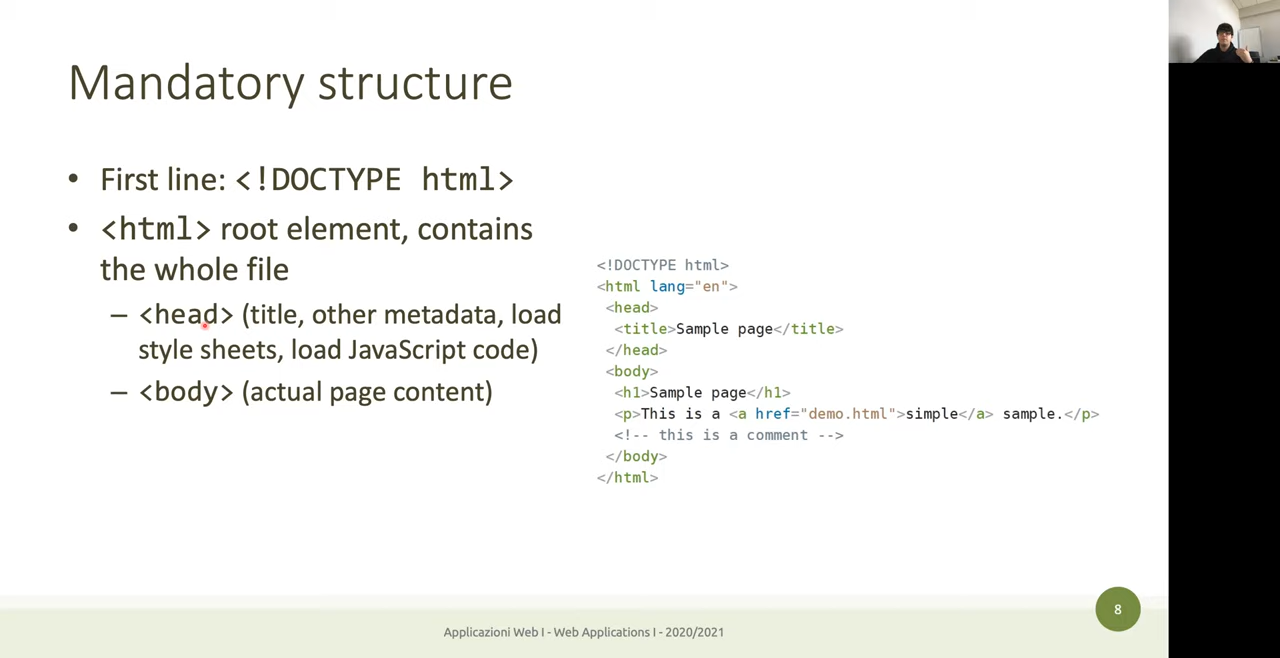 Mandatory structure
• First line: <!DOCTYPE html>
• <html> root element, contains
the whole file
– <head> (title, other metadata, load
style sheets, load JavaScript code)
– <body> (actual page content)
<!DOCTYPE html>
<html lang="en">
<head>
<title>Sample page</title>
</head>
<body>
<h1>Sample page</h1>
<p>This is a <a href="demo.html">simple</a> sample.</p>
<!-- this is a comment -->
</body>
</html>
8
Applicazioni Web I - Web Applications I - 2020/2021